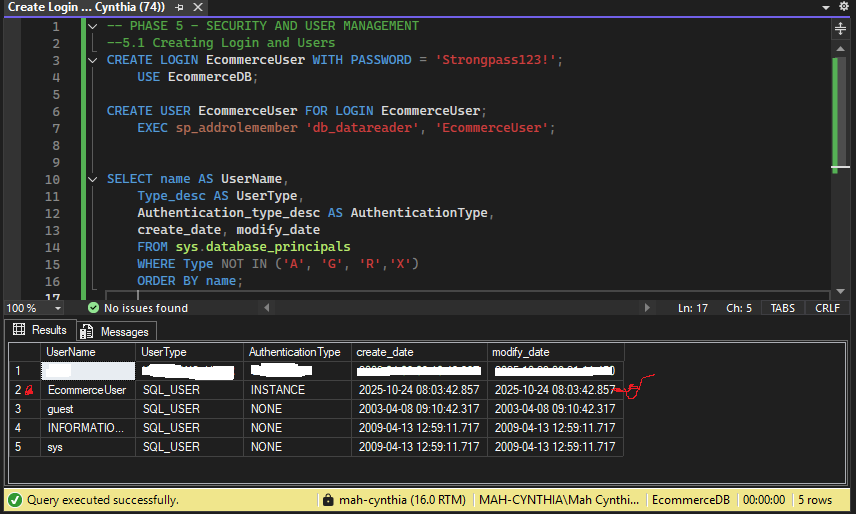 Create Login ... Cynthia (74))
1 -- PHASE 5 - SECURITY AND USER MANAGEMENT
2 --5.1 Creating Login and Users
3 CREATE LOGIN EcommerceUser WITH PASSWORD = 'Strongpass123!';
4 USE EcommerceDB;
5
6 CREATE USER EcommerceUser FOR LOGIN EcommerceUser;
7 EXEC sp_addrolemember 'db_datareader', 'EcommerceUser';
8
9
10 SELECT name AS UserName,
11 Type_desc AS UserType,
12 Authentication_type_desc AS AuthenticationType,
13 create_date, modify_date
14 FROM sys.database_principals
15 WHERE Type NOT IN ('A', 'G', 'R','X')
16 ORDER BY name;
17
100 % No issues found Ln: 17 Ch: 5 TABS CRLF
Results Messages
UserName UserType AuthenticationType create_date modify_date
1
2 EcommerceUser SQL_USER INSTANCE 2025-10-24 08:03:42.857 2025-10-24 08:03:42.857
3 guest SQL_USER NONE 2003-04-08 09:10:42.317 2003-04-08 09:10:42.317
4 INFORMATIO... SQL_USER NONE 2009-04-13 12:59:11.717 2009-04-13 12:59:11.717
5 sys SQL_USER NONE 2009-04-13 12:59:11.717 2009-04-13 12:59:11.717
Query executed successfully. mah-cynthia (16.0 RTM) MAH-CYNTHIA\Mah Cynthi... EcommerceDB 00:00:00 5 rows